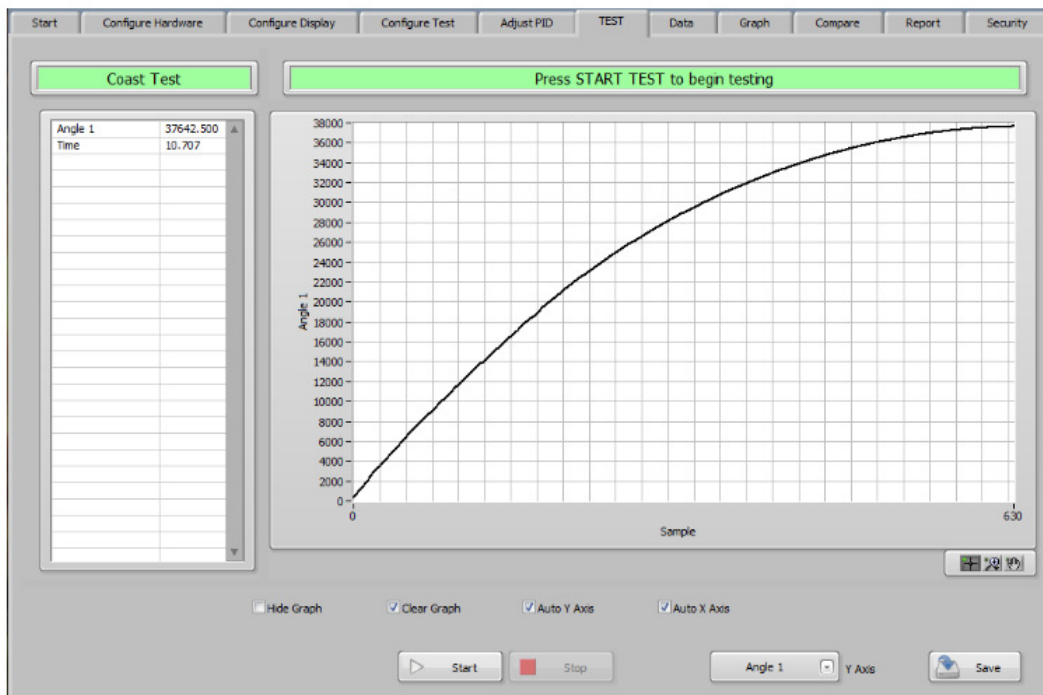 Start Configure Hardware Configure Display Configure Test Adjust PID TEST Data Graph Compare Report Security
Coast Test
Press START TEST to begin testing
Angle 1 37642.500
Time 10.707
38000
36000
34000
32000
30000
28000
26000
24000
22000
20000
18000
16000
14000
12000
10000
8000
6000
4000
2000
0
Angle 1
0 630
Sample
Hide Graph Clear Graph Auto Y Axis Auto X Axis
Start Stop Angle 1 Y Axis Save